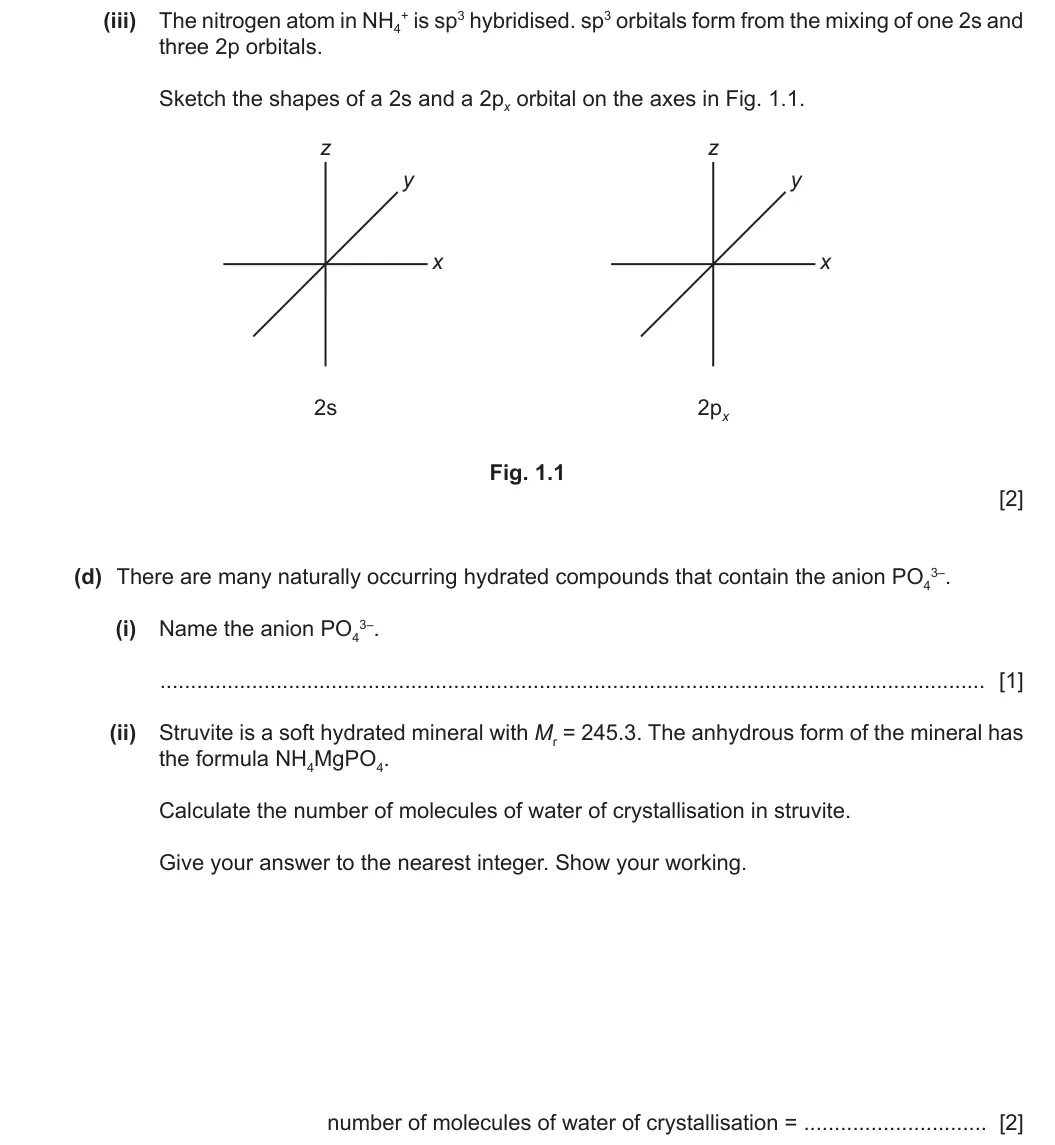 (iii) The nitrogen atom in NH₄⁺ is sp³ hybridised. sp³ orbitals form from the mixing of one 2s and
three 2p orbitals.
Sketch the shapes of a 2s and a 2pₓ orbital on the axes in Fig. 1.1.
z z
y y
x x
2s 2pₓ
Fig. 1.1
[2]
(d) There are many naturally occurring hydrated compounds that contain the anion PO₄³⁻.
(i) Name the anion PO₄³⁻.
.......................................................................................................................................... [1]
(ii) Struvite is a soft hydrated mineral with Mᵣ = 245.3. The anhydrous form of the mineral has
the formula NH₄MgPO₄.
Calculate the number of molecules of water of crystallisation in struvite.
Give your answer to the nearest integer. Show your working.
number of molecules of water of crystallisation = .............................. [2]